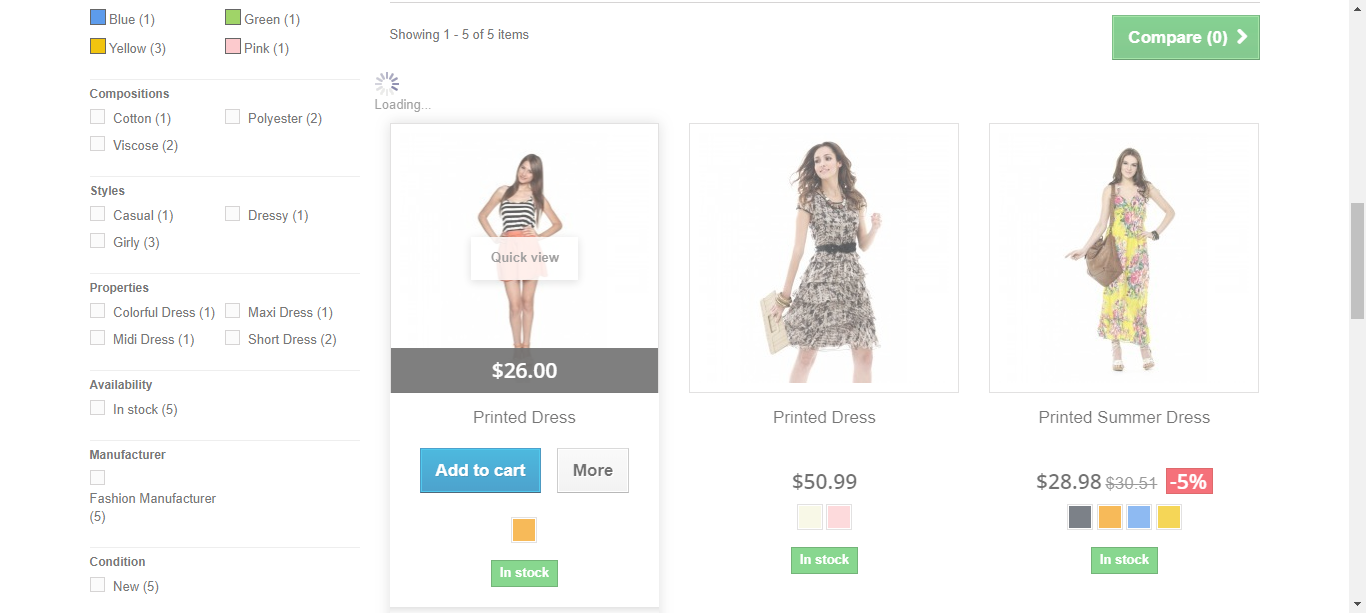 Blue (1)
Green (1)
Yellow (3)
Pink (1)
Compositions
Cotton (1)
Polyester (2)
Viscose (2)
Styles
Casual (1)
Dressy (1)
Girly (3)
Properties
Colorful Dress (1)
Maxi Dress (1)
Midi Dress (1)
Short Dress (2)
Availability
In stock (5)
Manufacturer
Fashion Manufacturer
(5)
Condition
New (5)
Showing 1 - 5 of 5 items
Compare (0)
Loading...
Quick view
$26.00
Printed Dress
Add to cart
More
In stock
Printed Dress
$50.99
In stock
Printed Summer Dress
$28.98 $30.51 -5%
In stock